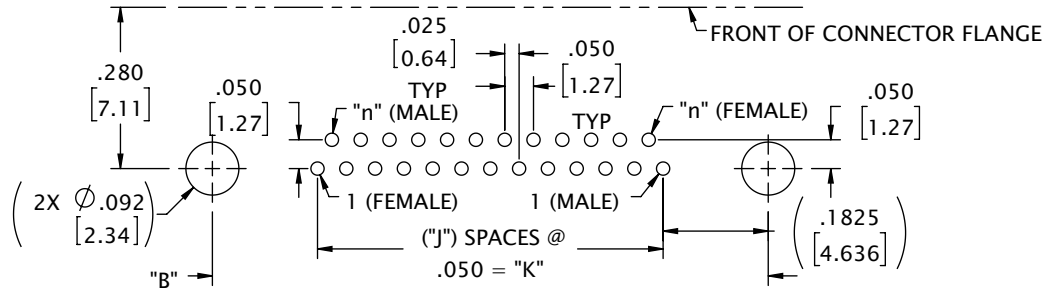 FRONT OF CONNECTOR FLANGE
.025
[0.64]
TYP
.050
[1.27]
TYP
.280
[7.11]
.050
[1.27]
"n" (MALE)
"n" (FEMALE)
.050
[1.27]
(2X Ø.092
[2.34])
1 (FEMALE)
1 (MALE)
("J") SPACES @
.050 = "K"
(.1825
[4.636])
"B"